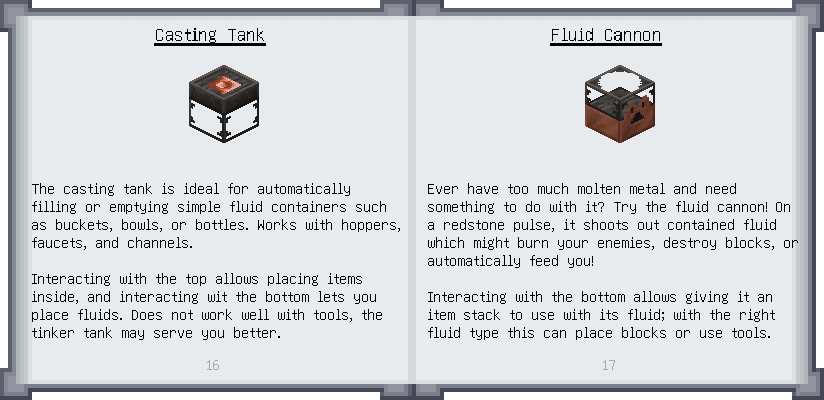 Casting Tank
The casting tank is ideal for automatically
filling or emptying simple fluid containers such
as buckets, bowls, or bottles. Works with hoppers,
faucets, and channels.
Interacting with the top allows placing items
inside, and interacting wit the bottom lets you
place fluids. Does not work well with tools, the
tinker tank may serve you better.
16
Fluid Cannon
Ever have too much molten metal and need
something to do with it? Try the fluid cannon! On
a redstone pulse, it shoots out contained fluid
which might burn your enemies, destroy blocks, or
automatically feed you!
Interacting with the bottom allows giving it an
item stack to use with its fluid; with the right
fluid type this can place blocks or use tools.
17